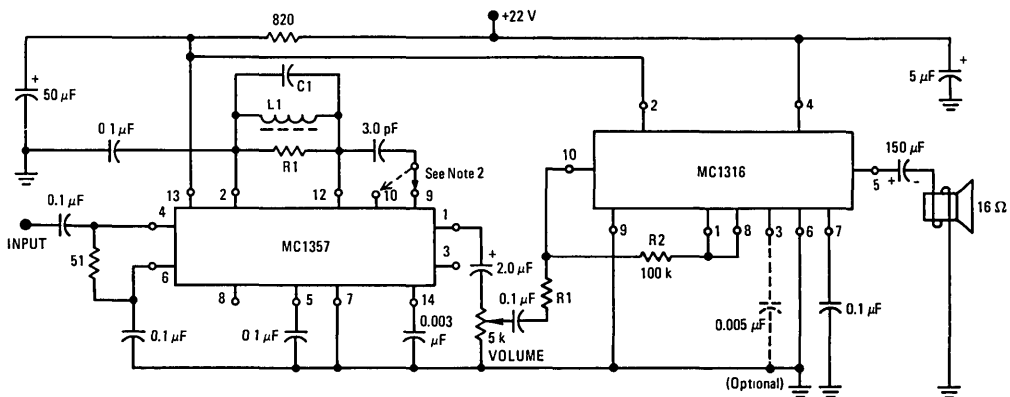 +22 V
820
+
50 µF
C1
L1
R1
0 1 µF
3.0 pF
See Note 2
13
2
12
10
9
0.1 µF
INPUT
4
51
6
MC1357
1
3
2.0 µF
+
8
5
7
14
0.1 µF
0 1 µF
0.003
µF
5 k
VOLUME
0.1 µF
R1
2
4
+
5 µF
10
MC1316
150 µF
+ -
5
16 Ω
9
1
8
3
6
7
R2
100 k
0.005 µF
(Optional)
0.1 µF